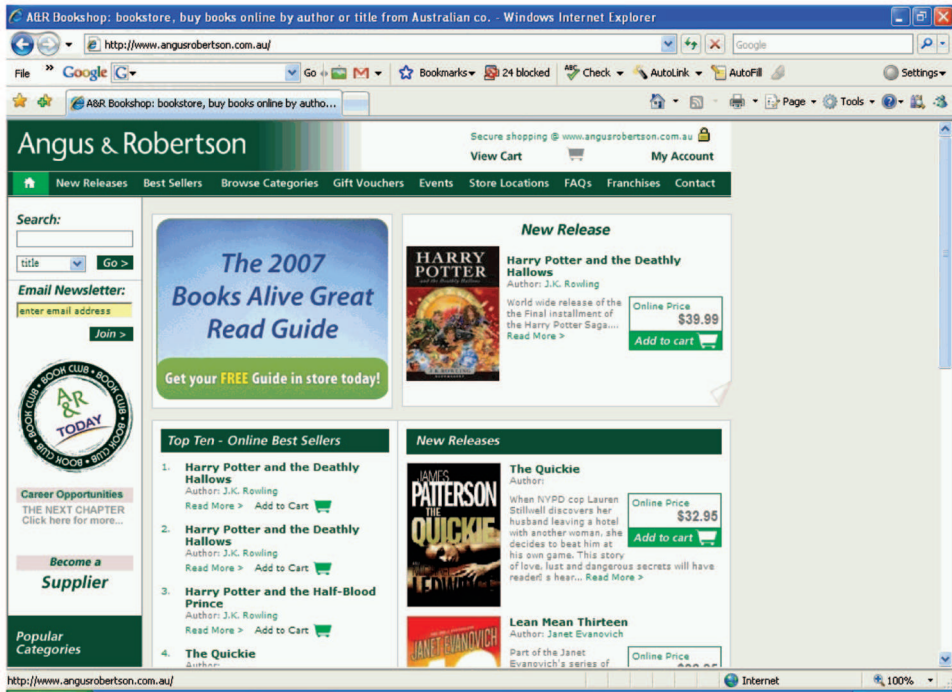 A&R Bookshop: bookstore, buy books online by author or title from Australian co. - Windows Internet Explorer
http://www.angusrobertson.com.au/
Google
File » Google G Go Bookmarks 24 blocked ABC Check AutoLink AutoFill Settings
A&R Bookshop: bookstore, buy books online by autho...
Page Tools
Angus & Robertson
Secure shopping @ www.angusrobertson.com.au
View Cart My Account
New Releases Best Sellers Browse Categories Gift Vouchers Events Store Locations FAQs Franchises Contact
Search:
title Go >
Email Newsletter:
enter email address
Join >
BOOK CLUB • BOOK CLUB • BOOK CLUB
A&R
TODAY
Career Opportunities
THE NEXT CHAPTER
Click here for more...
Become a
Supplier
Popular
Categories
The 2007
Books Alive Great
Read Guide
Get your FREE Guide in store today!
New Release
HARRY
POTTER
and the Deathly Hallows
J.K. ROWLING
Harry Potter and the Deathly
Hallows
Author: J.K. Rowling
World wide release of the
the Final installment of
the Harry Potter Saga....
Read More >
Online Price
$39.99
Add to cart
Top Ten - Online Best Sellers
1. Harry Potter and the Deathly
Hallows
Author: J.K. Rowling
Read More > Add to Cart
2. Harry Potter and the Deathly
Hallows
Author: J.K. Rowling
Read More > Add to Cart
3. Harry Potter and the Half-Blood
Prince
Author: J.K. Rowling
Read More > Add to Cart
4. The Quickie
Author:
New Releases
JAMES
PATTERSON
THE
QUICKIE
LEDWIDGE
The Quickie
Author:
When NYPD cop Lauren
Stillwell discovers her
husband leaving a hotel
with another woman, she
decides to beat him at
his own game. This story
of love, lust and dangerous secrets will have
reader[ s hear... Read More >
Online Price
$32.95
Add to cart
JANET EVANOVICH
Lean Mean Thirteen
Author: Janet Evanovich
Part of the Janet
Evanovich's series of
Online Price
http://www.angusrobertson.com.au/
Internet
100%